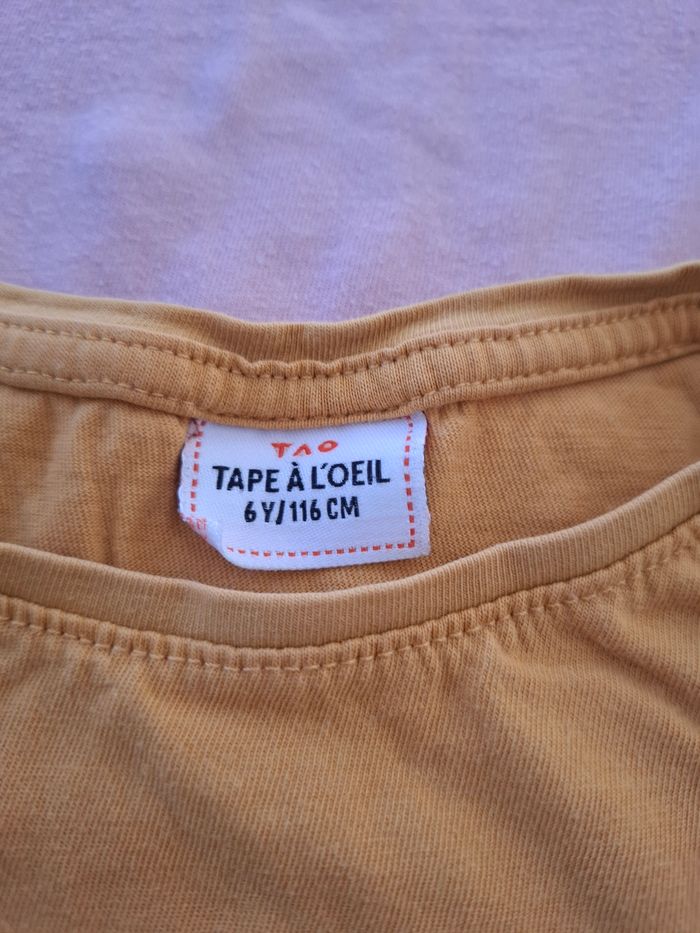 TAO
TAPE À L'OEIL
6Y/116 CM